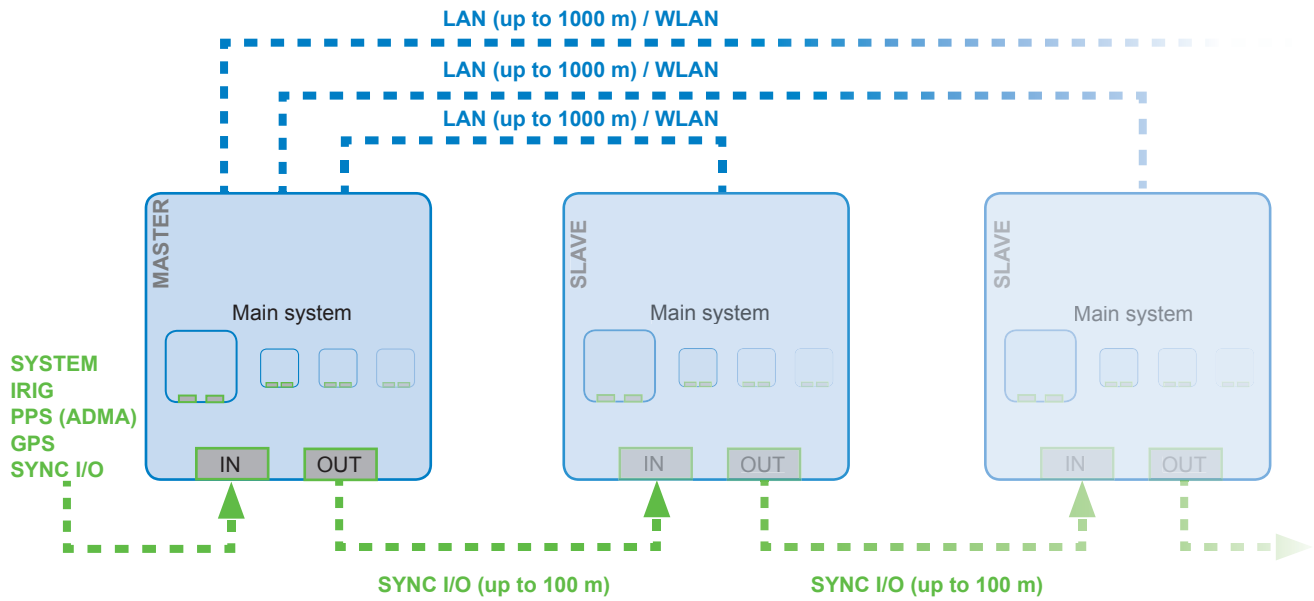 LAN (up to 1000 m) / WLAN
LAN (up to 1000 m) / WLAN
LAN (up to 1000 m) / WLAN
MASTER
Main system
SLAVE
Main system
SLAVE
Main system
SYSTEM
IRIG
PPS (ADMA)
GPS
SYNC I/O
IN
OUT
IN
OUT
IN
OUT
SYNC I/O (up to 100 m)
SYNC I/O (up to 100 m)